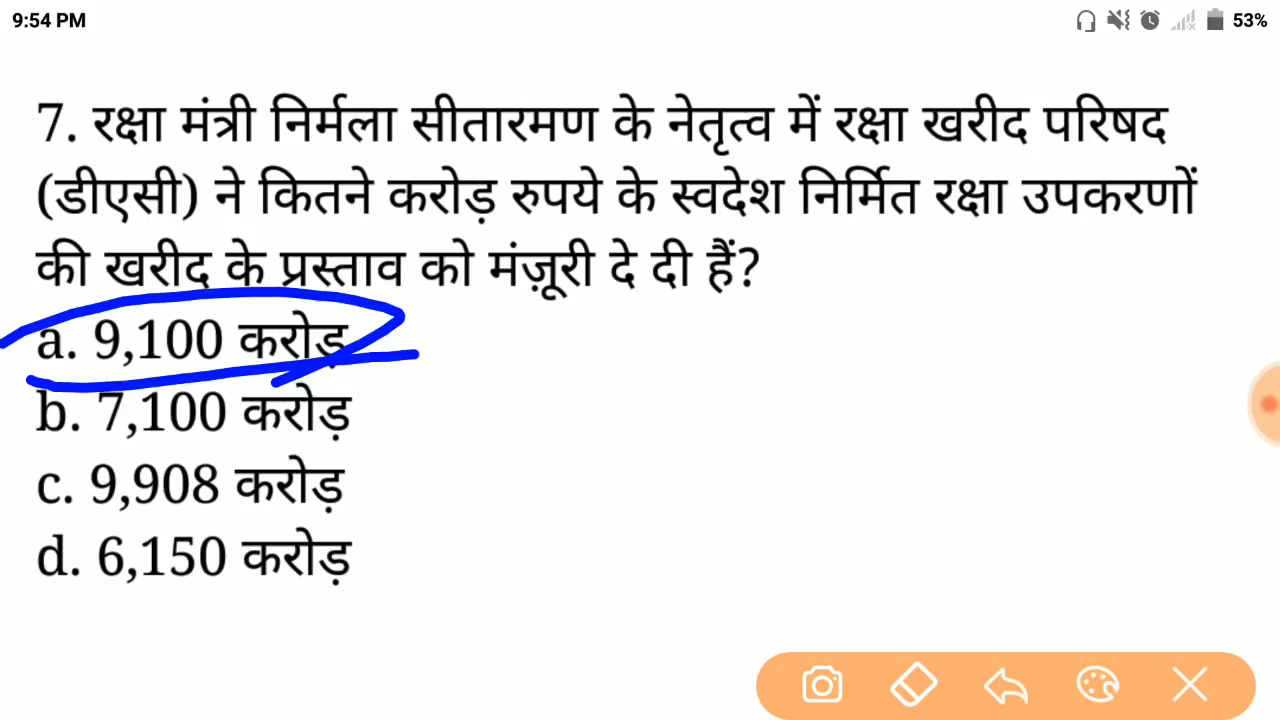 9:54 PM 53%
7. रक्षा मंत्री निर्मला सीतारमण के नेतृत्व में रक्षा खरीद परिषद
(डीएसी) ने कितने करोड़ रुपये के स्वदेश निर्मित रक्षा उपकरणों
की खरीद के प्रस्ताव को मंज़ूरी दे दी हैं?
a. 9,100 करोड़
b. 7,100 करोड़
c. 9,908 करोड़
d. 6,150 करोड़